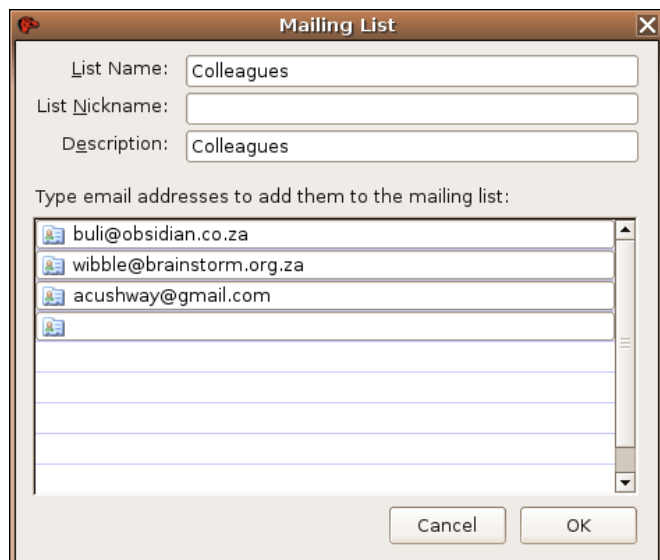 Mailing List
List Name: Colleagues
List Nickname:
Description: Colleagues
Type email addresses to add them to the mailing list:
buli@obsidian.co.za
wibble@brainstorm.org.za
acushway@gmail.com
Cancel OK